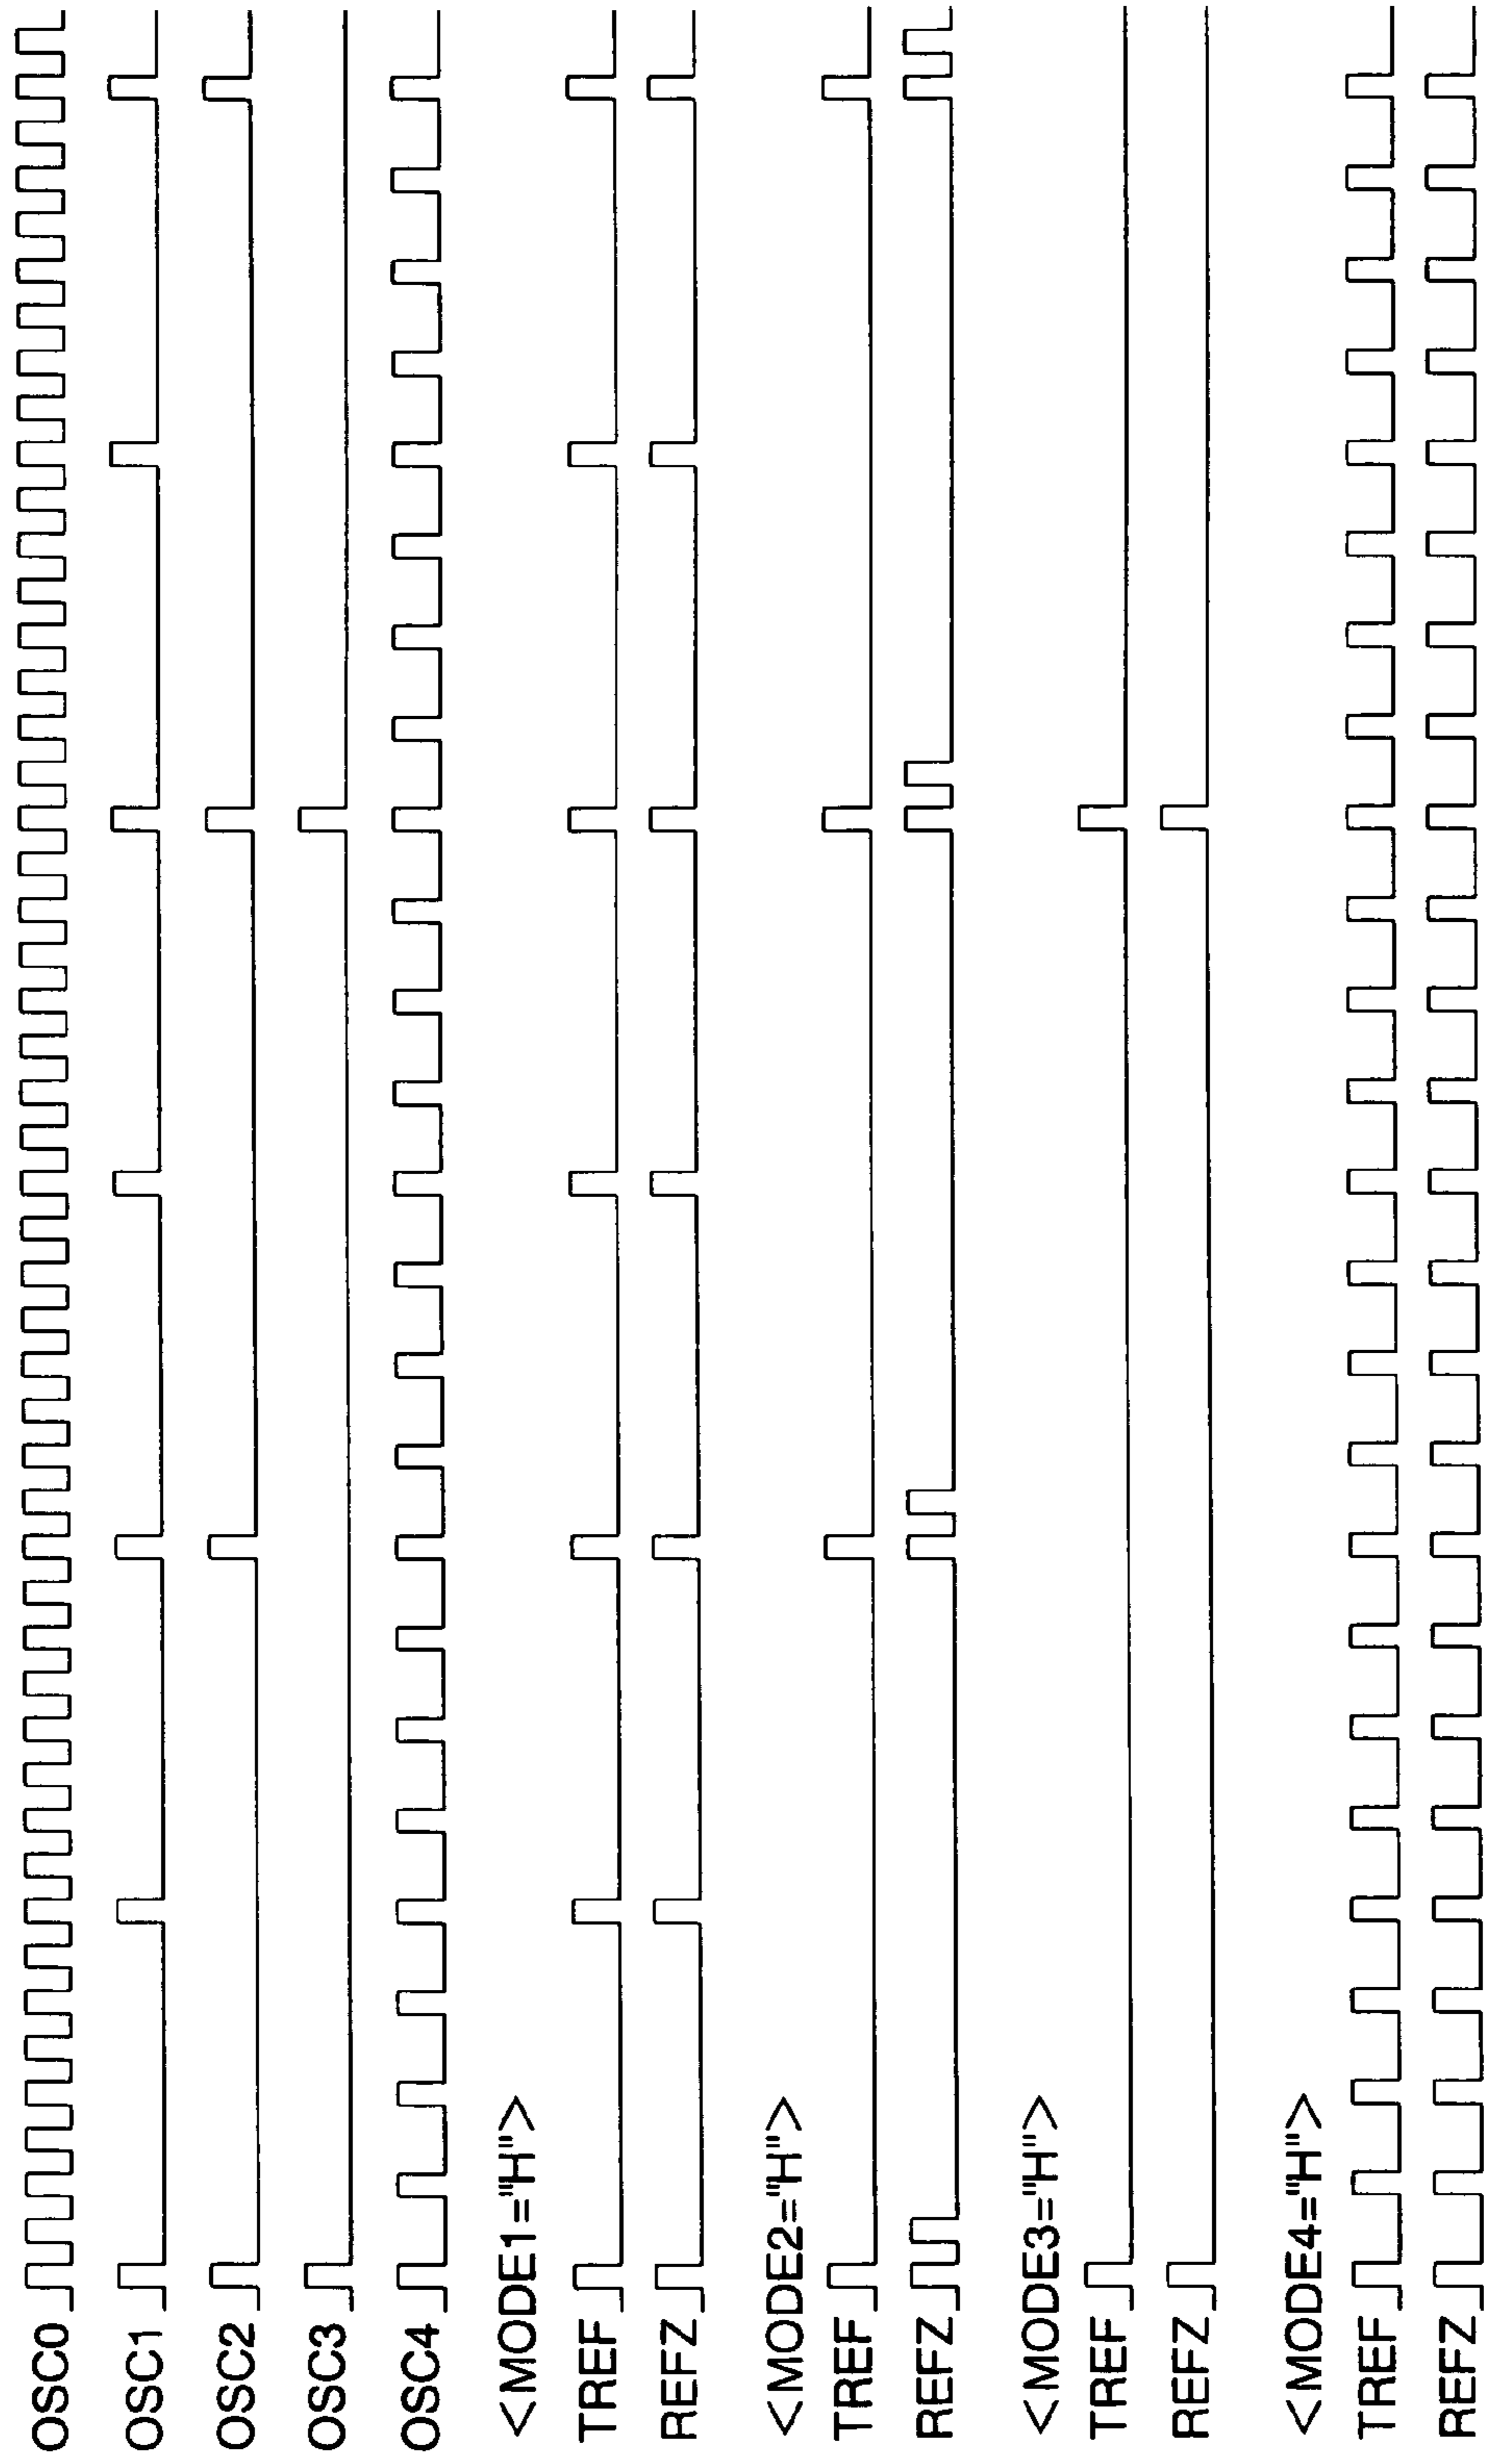 OSC0
OSC1
OSC2
OSC3
OSC4
<MODE1="H">
TREF
REFZ
<MODE2="H">
TREF
REFZ
<MODE3="H">
TREF
REFZ
<MODE4="H">
TREF
REFZ